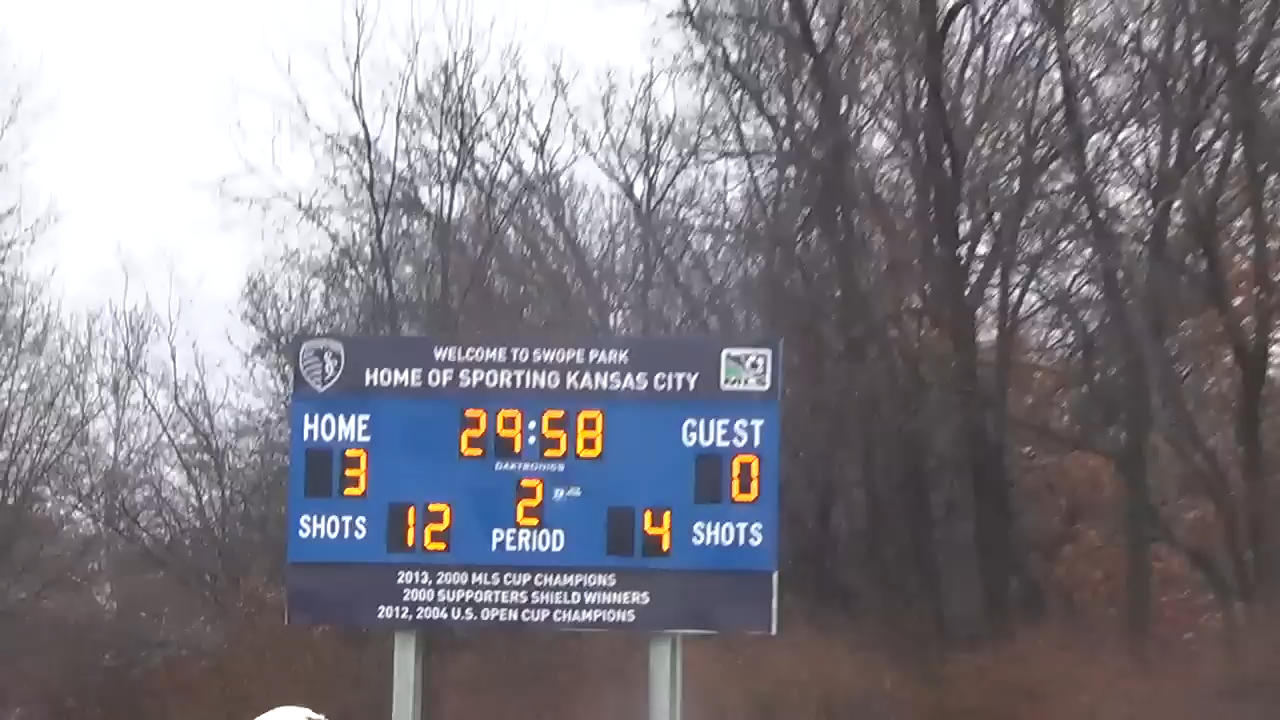 WELCOME TO SWOPE PARK
HOME OF SPORTING KANSAS CITY
HOME 29:58 GUEST
DAKTRONICS
3 2 0
SHOTS 12 PERIOD 4 SHOTS
2013, 2000 MLS CUP CHAMPIONS
2000 SUPPORTERS SHIELD WINNERS
2012, 2004 U.S. OPEN CUP CHAMPIONS